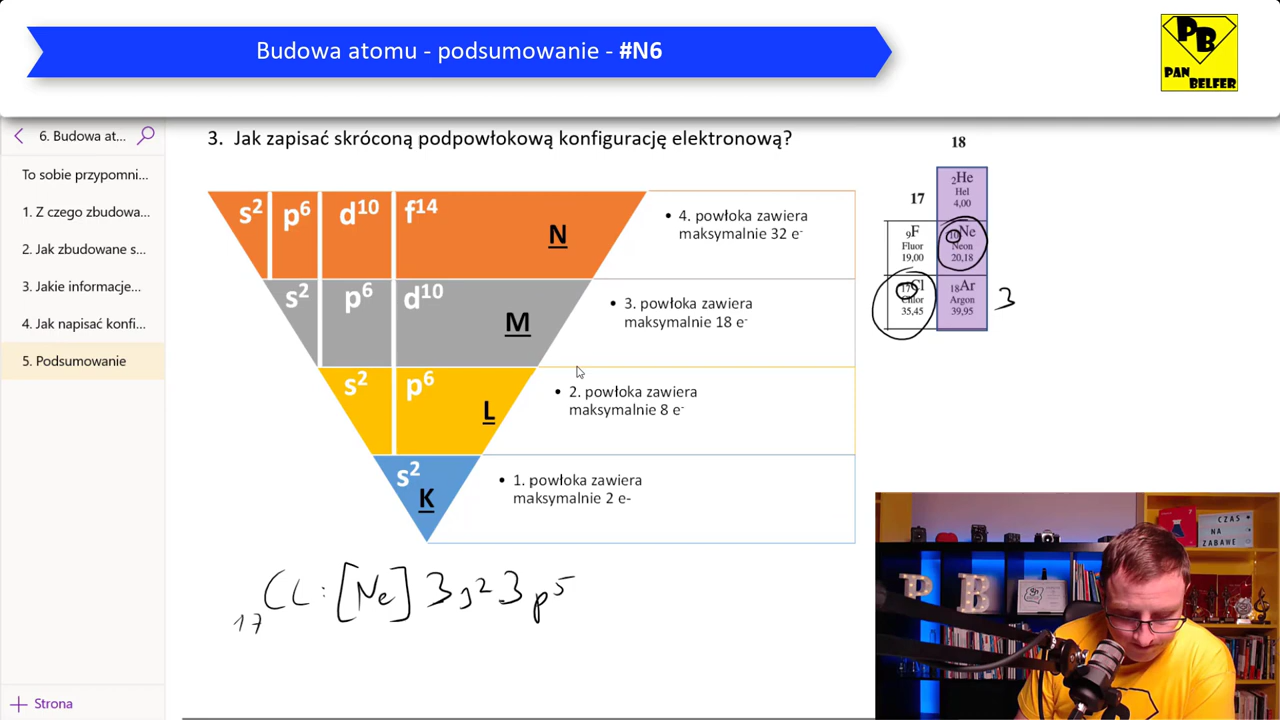 Budowa atomu - podsumowanie - #N6
PB
PAN
BELFER
6. Budowa at...
To sobie przypomni...
1. Z czego zbudowa...
2. Jak zbudowane s...
3. Jakie informacje...
4. Jak napisać konfi...
5. Podsumowanie
Strona
3. Jak zapisać skróconą podpowłokową konfigurację elektronową?
s² p⁶ d¹⁰ f¹⁴
N
• 4. powłoka zawiera
maksymalnie 32 e⁻
s² p⁶ d¹⁰
M
• 3. powłoka zawiera
maksymalnie 18 e⁻
s² p⁶
L
• 2. powłoka zawiera
maksymalnie 8 e⁻
s²
K
• 1. powłoka zawiera
maksymalnie 2 e-
18
₂He
Hel
4,00
17
₉F
Fluor
19,00
₁₀Ne
Neon
20,18
₁₇Cl
Chlor
35,45
₁₈Ar
Argon
39,95
3
₁₇Cl: [Ne] 3s² 3p⁵
CZAS
NA
ZABAWE
P B